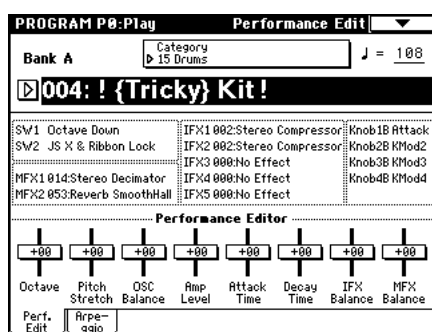 PROGRAM P0:Play Performance Edit
Bank A
Category
15 Drums
♩ = 108
004: ! {Tricky} Kit !
SW1 Octave Down
SW2 JS X & Ribbon Lock
MFX1 014:Stereo Decimator
MFX2 053:Reverb SmoothHall
IFX1 002:Stereo Compressor
IFX2 002:Stereo Compressor
IFX3 000:No Effect
IFX4 000:No Effect
IFX5 000:No Effect
Knob1B Attack
Knob2B KMod2
Knob3B KMod3
Knob4B KMod4
Performance Editor
+00 +00 +00 +00 +00 +00 +00 +00
Octave Pitch OSC Amp Attack Decay IFX MFX
Stretch Balance Level Time Time Balance Balance
Perf. Arpe-
Edit ggio